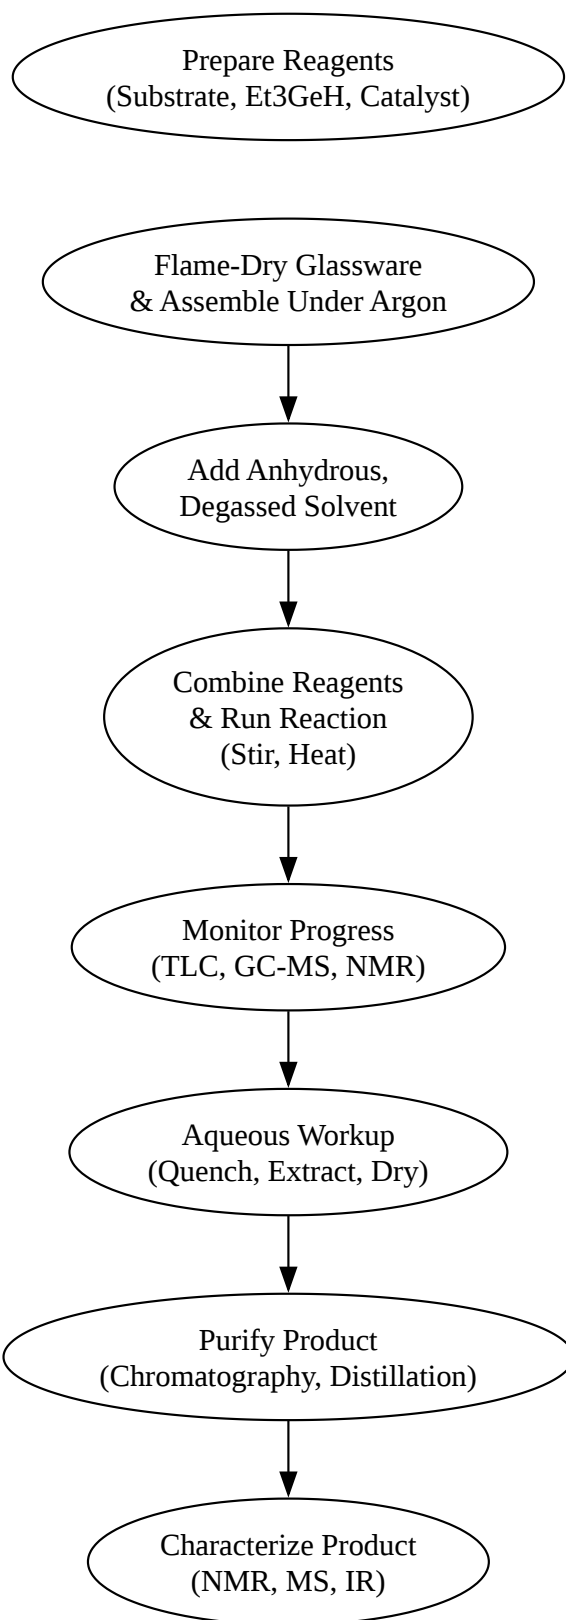 Prepare Reagents
(Substrate, Et3GeH, Catalyst)
Flame-Dry Glassware
& Assemble Under Argon
Add Anhydrous,
Degassed Solvent
Combine Reagents
& Run Reaction
(Stir, Heat)
Monitor Progress
(TLC, GC-MS, NMR)
Aqueous Workup
(Quench, Extract, Dry)
Purify Product
(Chromatography, Distillation)
Characterize Product
(NMR, MS, IR)